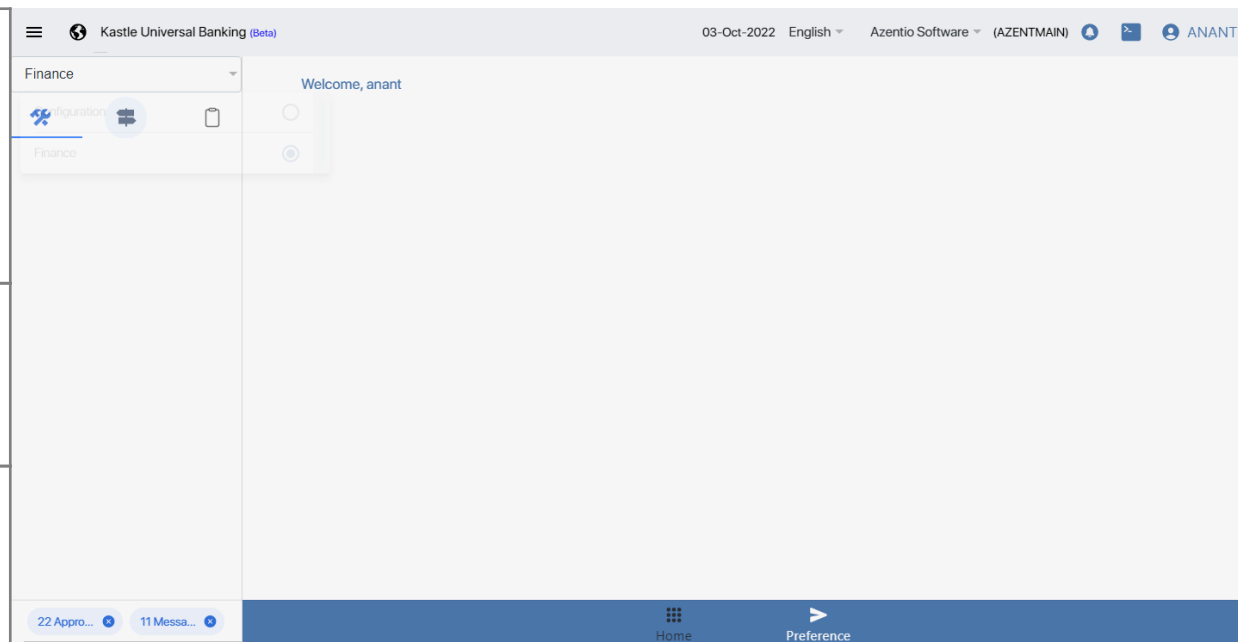 Kastle Universal Banking (Beta)
03-Oct-2022 English Azentio Software (AZENTMAIN) ANANT
Finance
Welcome, anant
Configuration
Finance
22 Appro... 11 Messa...
Home Preference